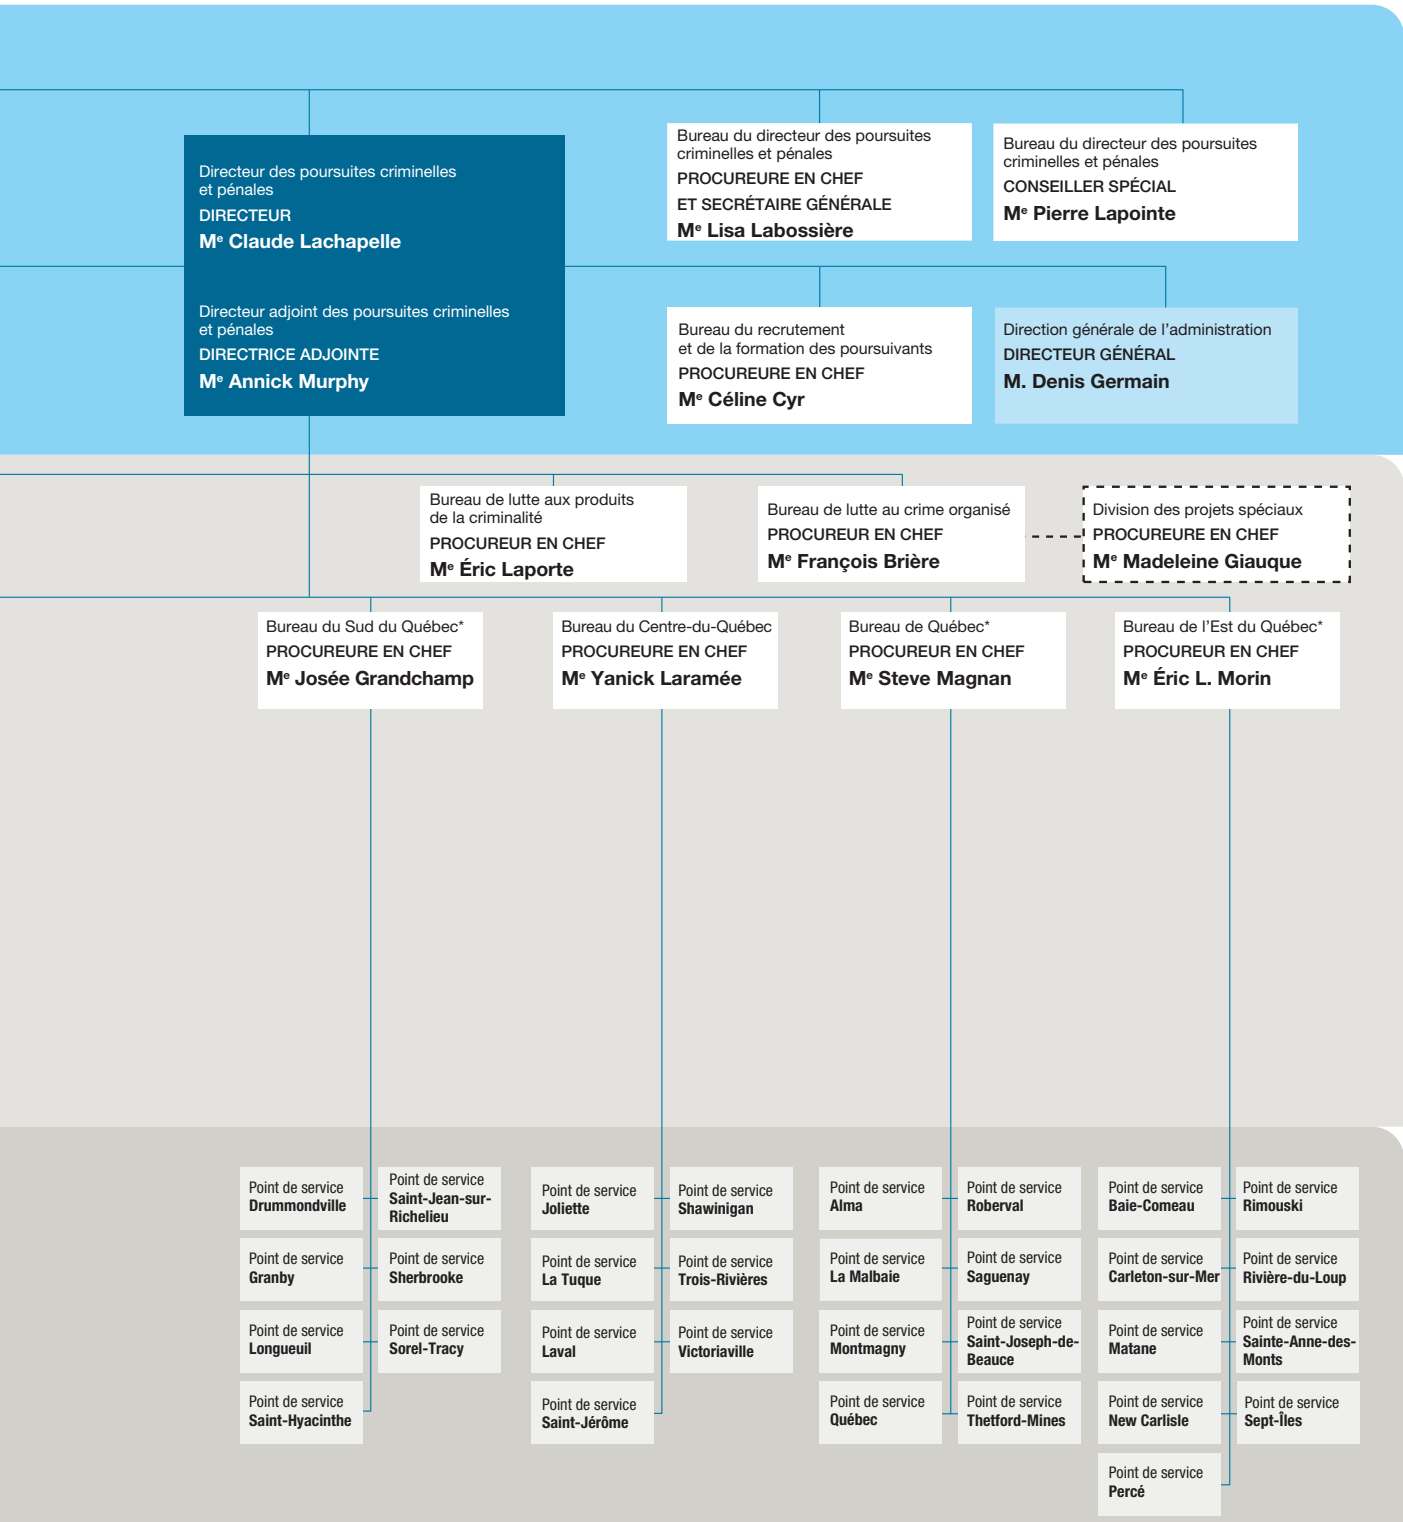 Directeur des poursuites criminelles
et pénales
DIRECTEUR
Me Claude Lachapelle
Directeur adjoint des poursuites criminelles
et pénales
DIRECTRICE ADJOINTE
Me Annick Murphy
Bureau du directeur des poursuites
criminelles et pénales
PROCUREURE EN CHEF
ET SECRÉTAIRE GÉNÉRALE
Me Lisa Labossière
Bureau du directeur des poursuites
criminelles et pénales
CONSEILLER SPÉCIAL
Me Pierre Lapointe
Bureau du recrutement
et de la formation des poursuivants
PROCUREURE EN CHEF
Me Céline Cyr
Direction générale de l’administration
DIRECTEUR GÉNÉRAL
M. Denis Germain
Bureau de lutte aux produits
de la criminalité
PROCUREUR EN CHEF
Me Éric Laporte
Bureau de lutte au crime organisé
PROCUREUR EN CHEF
Me François Brière
Division des projets spéciaux
PROCUREURE EN CHEF
Me Madeleine Giauque
Bureau du Sud du Québec*
PROCUREURE EN CHEF
Me Josée Grandchamp
Bureau du Centre-du-Québec
PROCUREURE EN CHEF
Me Yanick Laramée
Bureau de Québec*
PROCUREUR EN CHEF
Me Steve Magnan
Bureau de l’Est du Québec*
PROCUREUR EN CHEF
Me Éric L. Morin
Point de service
Drummondville
Point de service
Saint-Jean-sur-
Richelieu
Point de service
Granby
Point de service
Sherbrooke
Point de service
Longueuil
Point de service
Sorel-Tracy
Point de service
Saint-Hyacinthe
Point de service
Joliette
Point de service
Shawinigan
Point de service
La Tuque
Point de service
Trois-Rivières
Point de service
Laval
Point de service
Victoriaville
Point de service
Saint-Jérôme
Point de service
Alma
Point de service
Roberval
Point de service
La Malbaie
Point de service
Saguenay
Point de service
Montmagny
Point de service
Saint-Joseph-de-
Beauce
Point de service
Québec
Point de service
Thetford-Mines
Point de service
Baie-Comeau
Point de service
Rimouski
Point de service
Carleton-sur-Mer
Point de service
Rivière-du-Loup
Point de service
Matane
Point de service
Sainte-Anne-des-
Monts
Point de service
New Carlisle
Point de service
Sept-Îles
Point de service
Percé